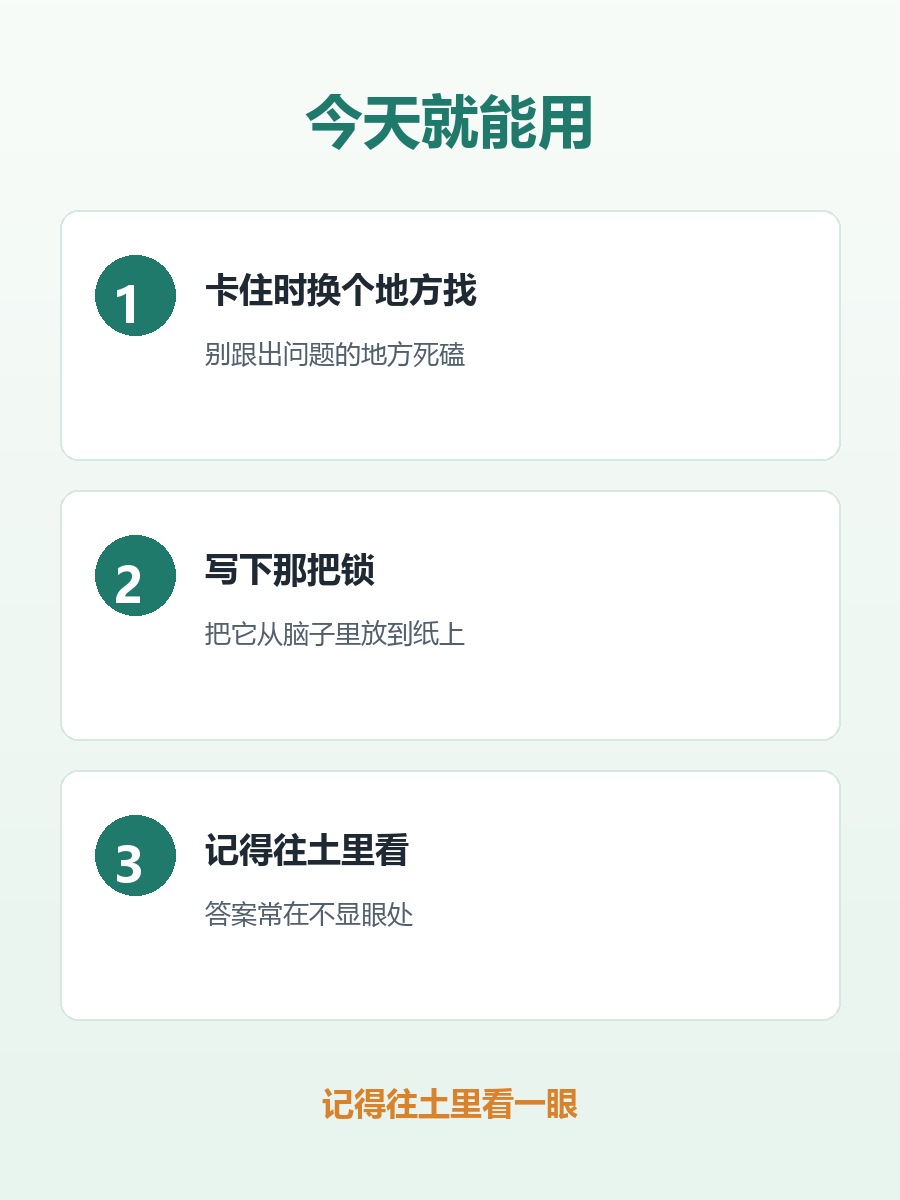 今天就能用
1
卡住时换个地方找
别跟出问题的地方死磕
2
写下那把锁
把它从脑子里放到纸上
3
记得往土里看
答案常在不显眼处
记得往土里看一眼